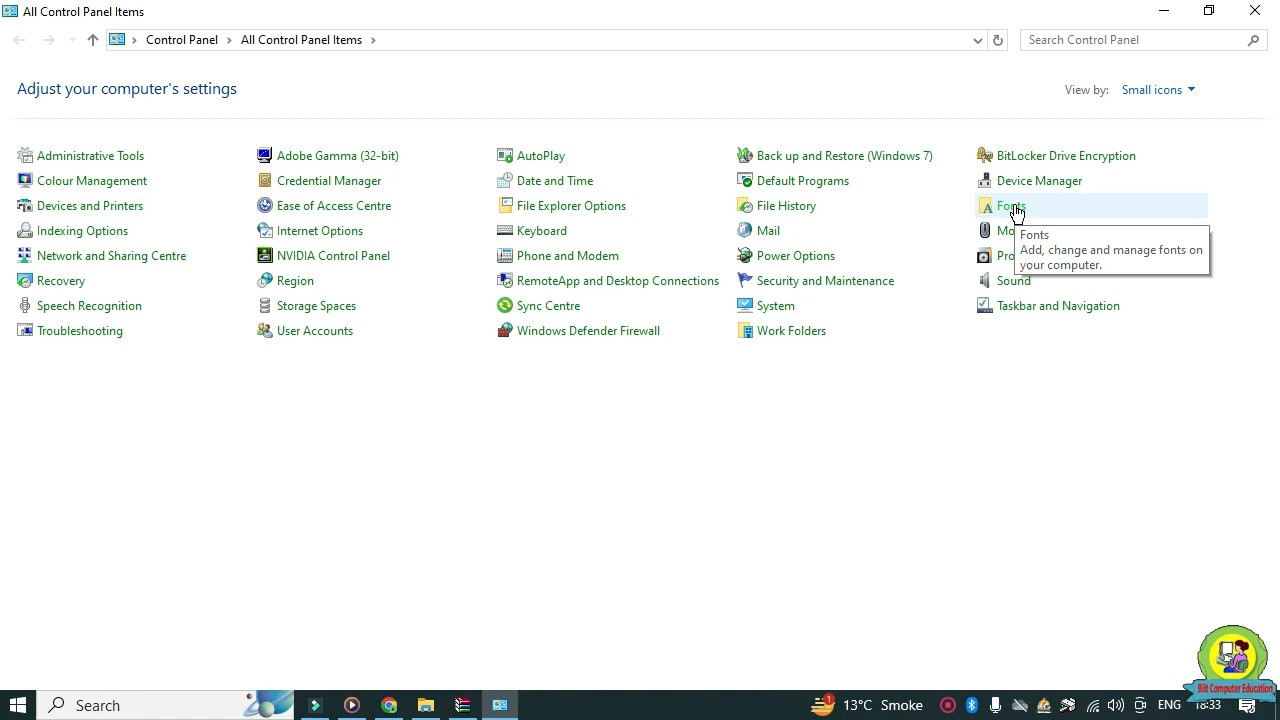 All Control Panel Items
Control Panel > All Control Panel Items >
Search Control Panel
Adjust your computer's settings
View by: Small icons
Administrative Tools
Adobe Gamma (32-bit)
AutoPlay
Back up and Restore (Windows 7)
BitLocker Drive Encryption
Colour Management
Credential Manager
Date and Time
Default Programs
Device Manager
Devices and Printers
Ease of Access Centre
File Explorer Options
File History
Fonts
Indexing Options
Internet Options
Keyboard
Mail
Fonts
Add, change and manage fonts on
your computer.
Network and Sharing Centre
NVIDIA Control Panel
Phone and Modem
Power Options
Recovery
Region
RemoteApp and Desktop Connections
Security and Maintenance
Sound
Speech Recognition
Storage Spaces
Sync Centre
System
Taskbar and Navigation
Troubleshooting
User Accounts
Windows Defender Firewall
Work Folders
Search
1
13°C Smoke
ENG
18:33
Computer Education